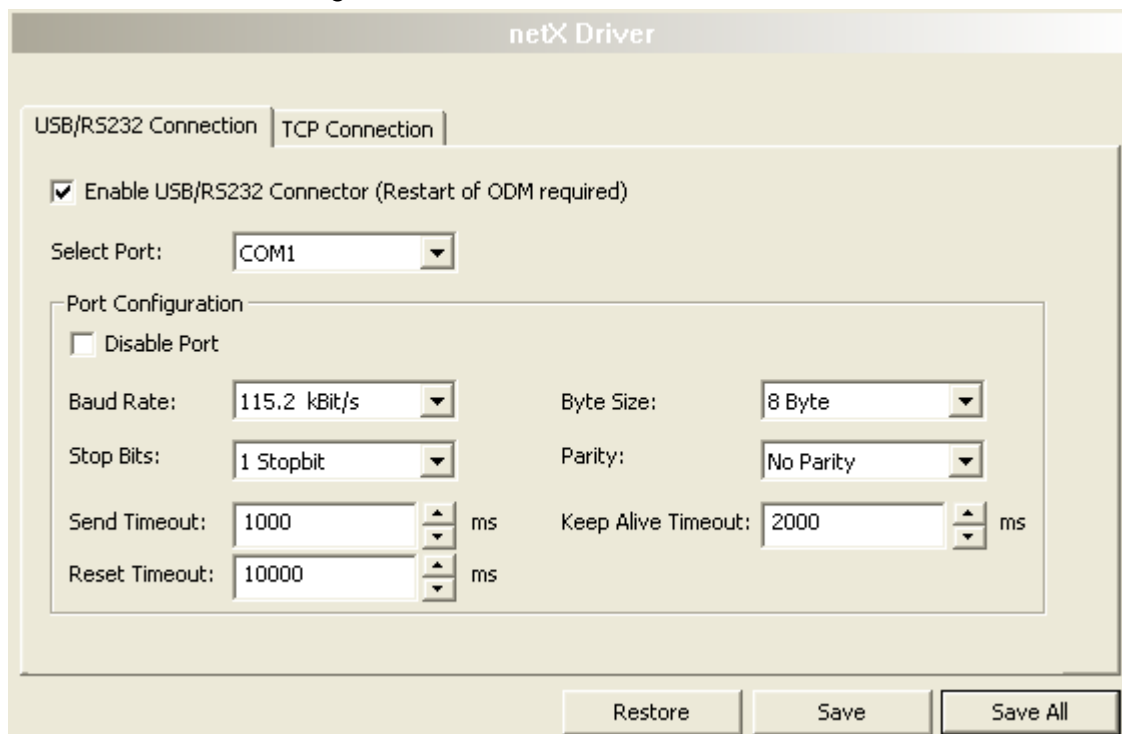 netX Driver
USB/RS232 Connection TCP Connection
Enable USB/RS232 Connector (Restart of ODM required)
Select Port: COM1
Port Configuration
Disable Port
Baud Rate: 115.2 kBit/s Byte Size: 8 Byte
Stop Bits: 1 Stopbit Parity: No Parity
Send Timeout: 1000 ms Keep Alive Timeout: 2000 ms
Reset Timeout: 10000 ms
Restore Save Save All